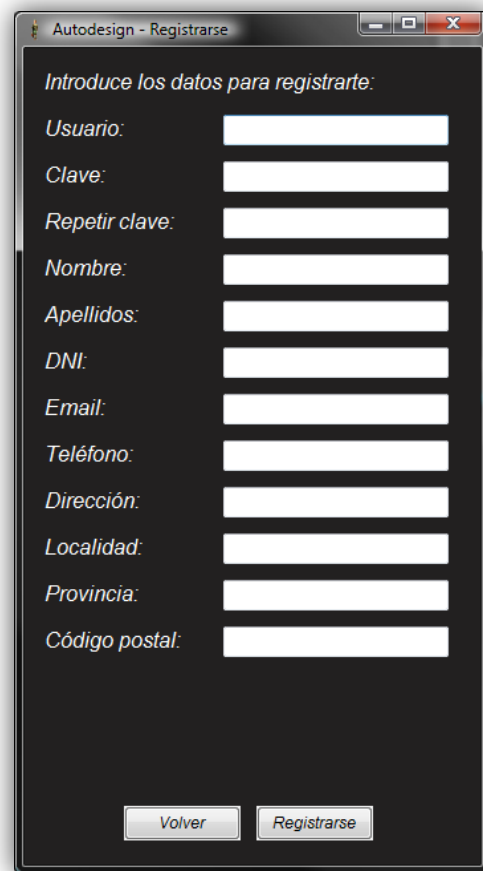 Autodesign - Registrarse
Introduce los datos para registrarte:
Usuario:
Clave:
Repetir clave:
Nombre:
Apellidos:
DNI:
Email:
Teléfono:
Dirección:
Localidad:
Provincia:
Código postal:
Volver Registrarse